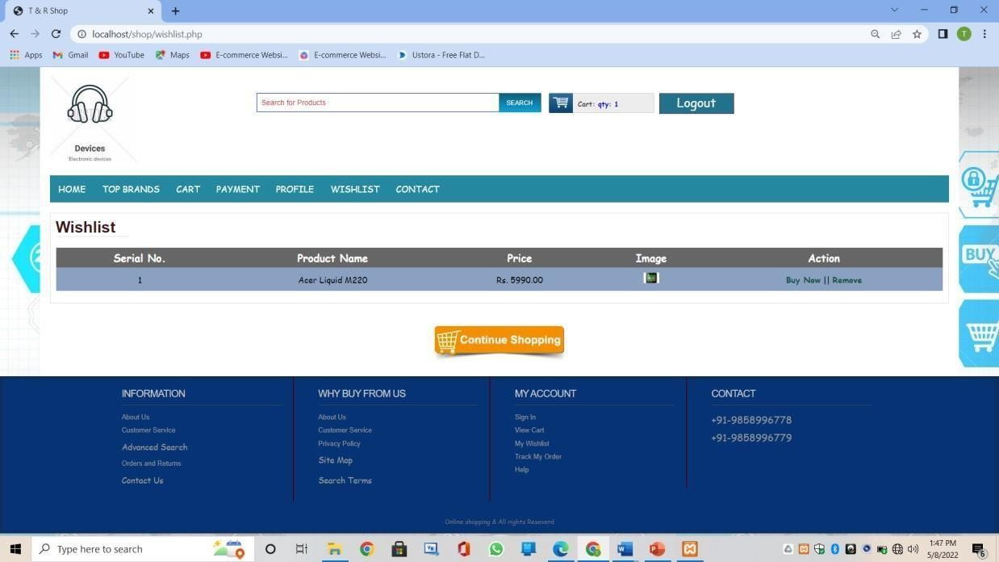 T & R Shop
localhost/shop/wishlist.php
T
Apps Gmail YouTube Maps E-commerce Websi... E-commerce Websi... Ustora - Free Flat D...
Search for Products SEARCH Cart: qty: 1 Logout
Devices
Electronic devices
HOME TOP BRANDS CART PAYMENT PROFILE WISHLIST CONTACT
Wishlist
Serial No. Product Name Price Image Action
1 Acer Liquid M220 Rs. 5990.00 Buy Now || Remove
BUY
Continue Shopping
INFORMATION
About Us
Customer Service
Advanced Search
Orders and Returns
Contact Us
WHY BUY FROM US
About Us
Customer Service
Privacy Policy
Site Map
Search Terms
MY ACCOUNT
Sign In
View Cart
My Wishlist
Track My Order
Help
CONTACT
+91-9858996778
+91-9858996779
Online shopping & All rights Reseverd
Type here to search
1:47 PM
5/8/2022
6